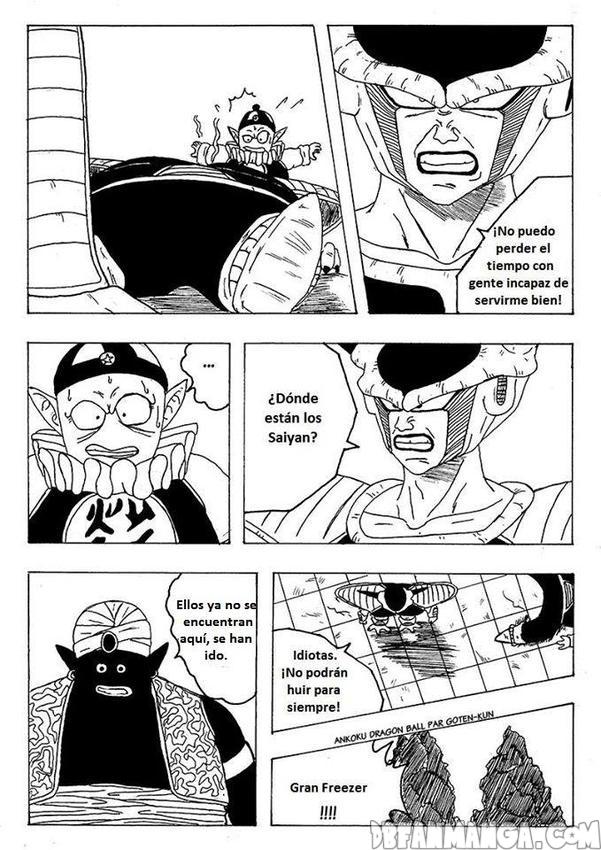 ¡No puedo
perder el
tiempo con
gente incapaz de
servirme bien!
...
¿Dónde
están los
Saiyan?
Ellos ya no se
encuentran
aquí, se han
ido.
Idiotas.
¡No podrán
huir para
siempre!
ANKOKU DRAGON BALL PAR GOTEN-KUN
Gran Freezer
!!!!
DBFANMANGA.COM